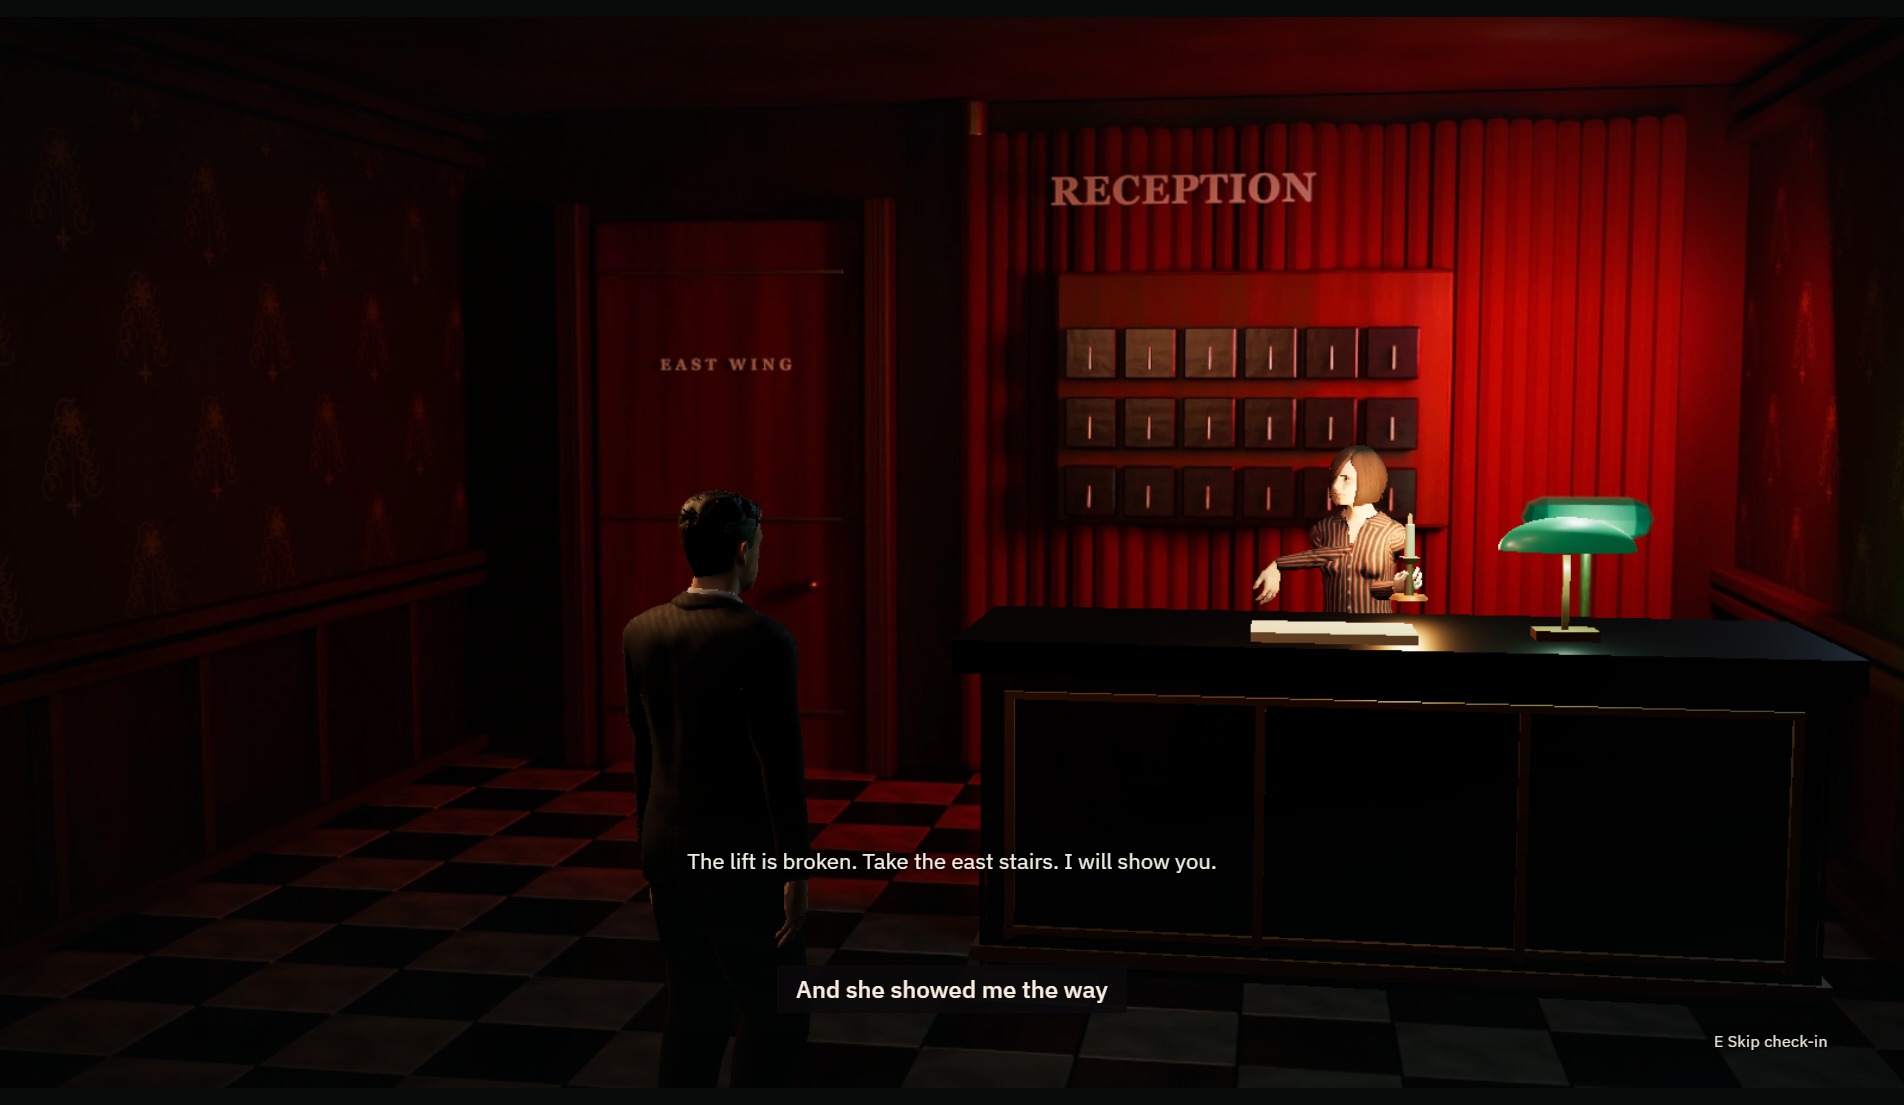 RECEPTION
EAST WING
The lift is broken. Take the east stairs. I will show you.
And she showed me the way
E Skip check-in